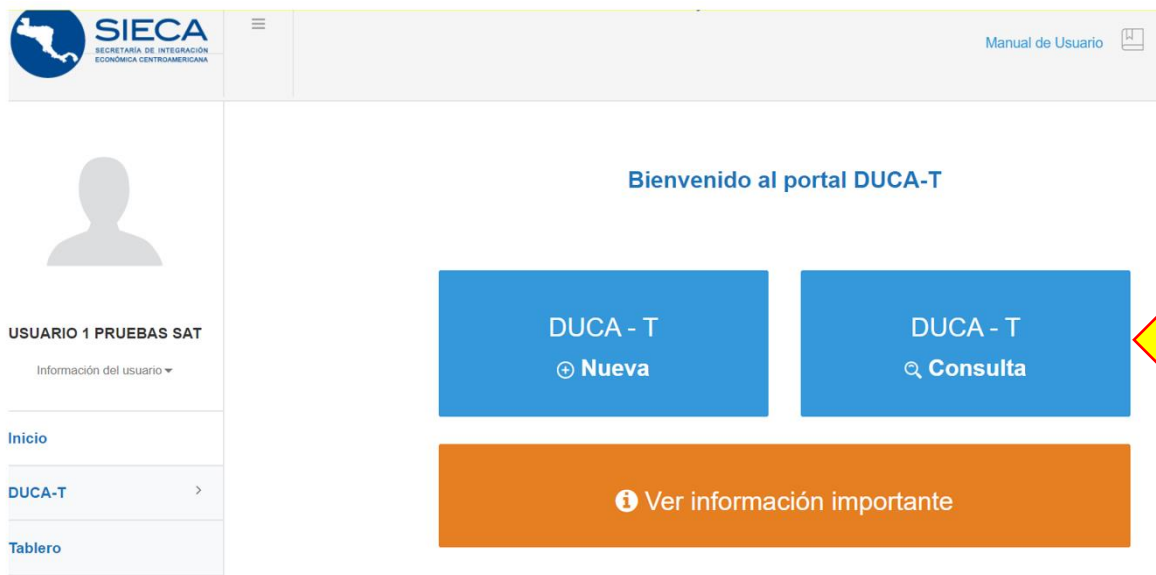 SIECA
SECRETARÍA DE INTEGRACIÓN
ECONÓMICA CENTROAMERICANA
Manual de Usuario
Bienvenido al portal DUCA-T
USUARIO 1 PRUEBAS SAT
Información del usuario
Inicio
DUCA-T
Tablero
DUCA - T
Nueva
DUCA - T
Consulta
Ver información importante